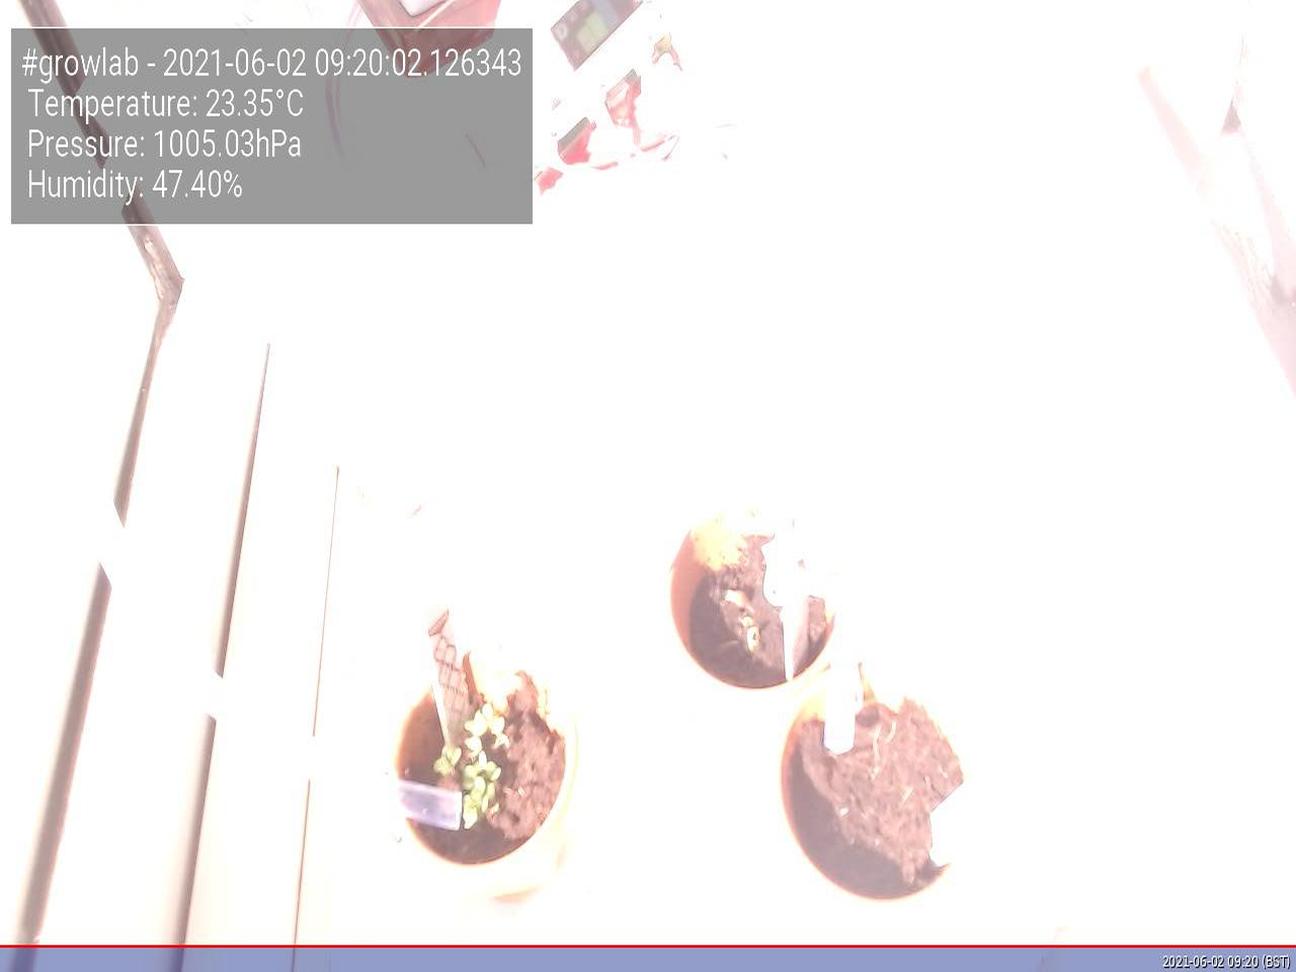 #growlab - 2021-06-02 09:20:02.126343
Temperature: 23.35°C
Pressure: 1005.03hPa
Humidity: 47.40%
2021-06-02 09:20 (BST)